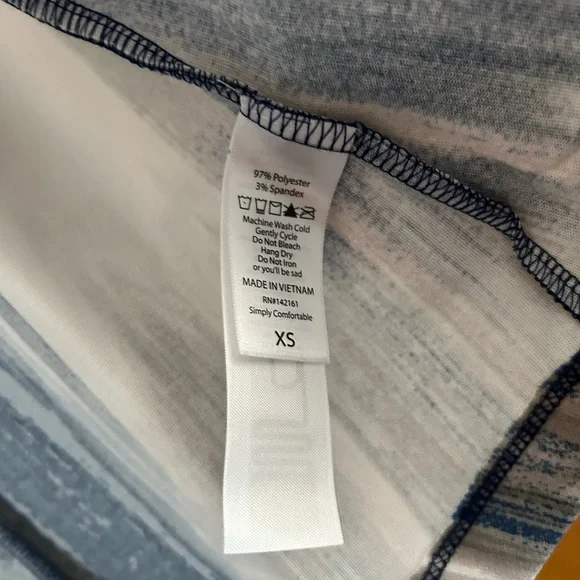 97% Polyester
3% Spandex
Machine Wash Cold
Gently Cycle
Do Not Bleach
Hang Dry
Do Not Iron
or you'll be sad
MADE IN VIETNAM
RN#142161
Simply Comfortable
XS